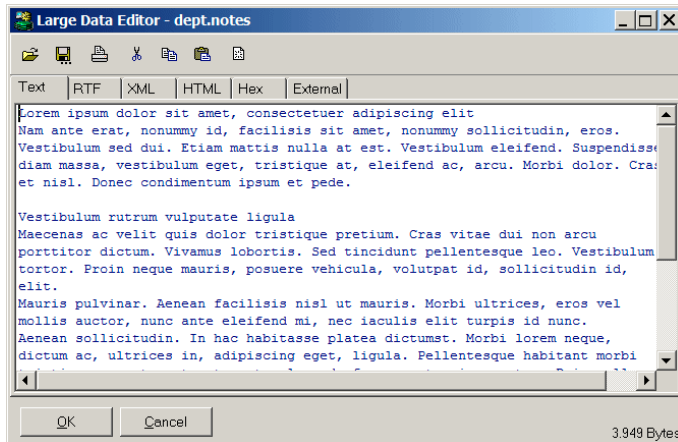 Large Data Editor - dept.notes
Text RTF XML HTML Hex External
Lorem ipsum dolor sit amet, consectetuer adipiscing elit
Nam ante erat, nonummy id, facilisis sit amet, nonummy sollicitudin, eros.
Vestibulum sed dui. Etiam mattis nulla at est. Vestibulum eleifend. Suspendisse
diam massa, vestibulum eget, tristique at, eleifend ac, arcu. Morbi dolor. Cras
et nisl. Donec condimentum ipsum et pede.
Vestibulum rutrum vulputate ligula
Maecenas ac velit quis dolor tristique pretium. Cras vitae dui non arcu
porttitor dictum. Vivamus lobortis. Sed tincidunt pellentesque leo. Vestibulum
tortor. Proin neque mauris, posuere vehicula, volutpat id, sollicitudin id,
elit.
Mauris pulvinar. Aenean facilisis nisl ut mauris. Morbi ultrices, eros vel
mollis auctor, nunc ante eleifend mi, nec iaculis elit turpis id nunc.
Aenean sollicitudin. In hac habitasse platea dictumst. Morbi lorem neque,
dictum ac, ultrices in, adipiscing eget, ligula. Pellentesque habitant morbi
OK Cancel
3.949 Bytes